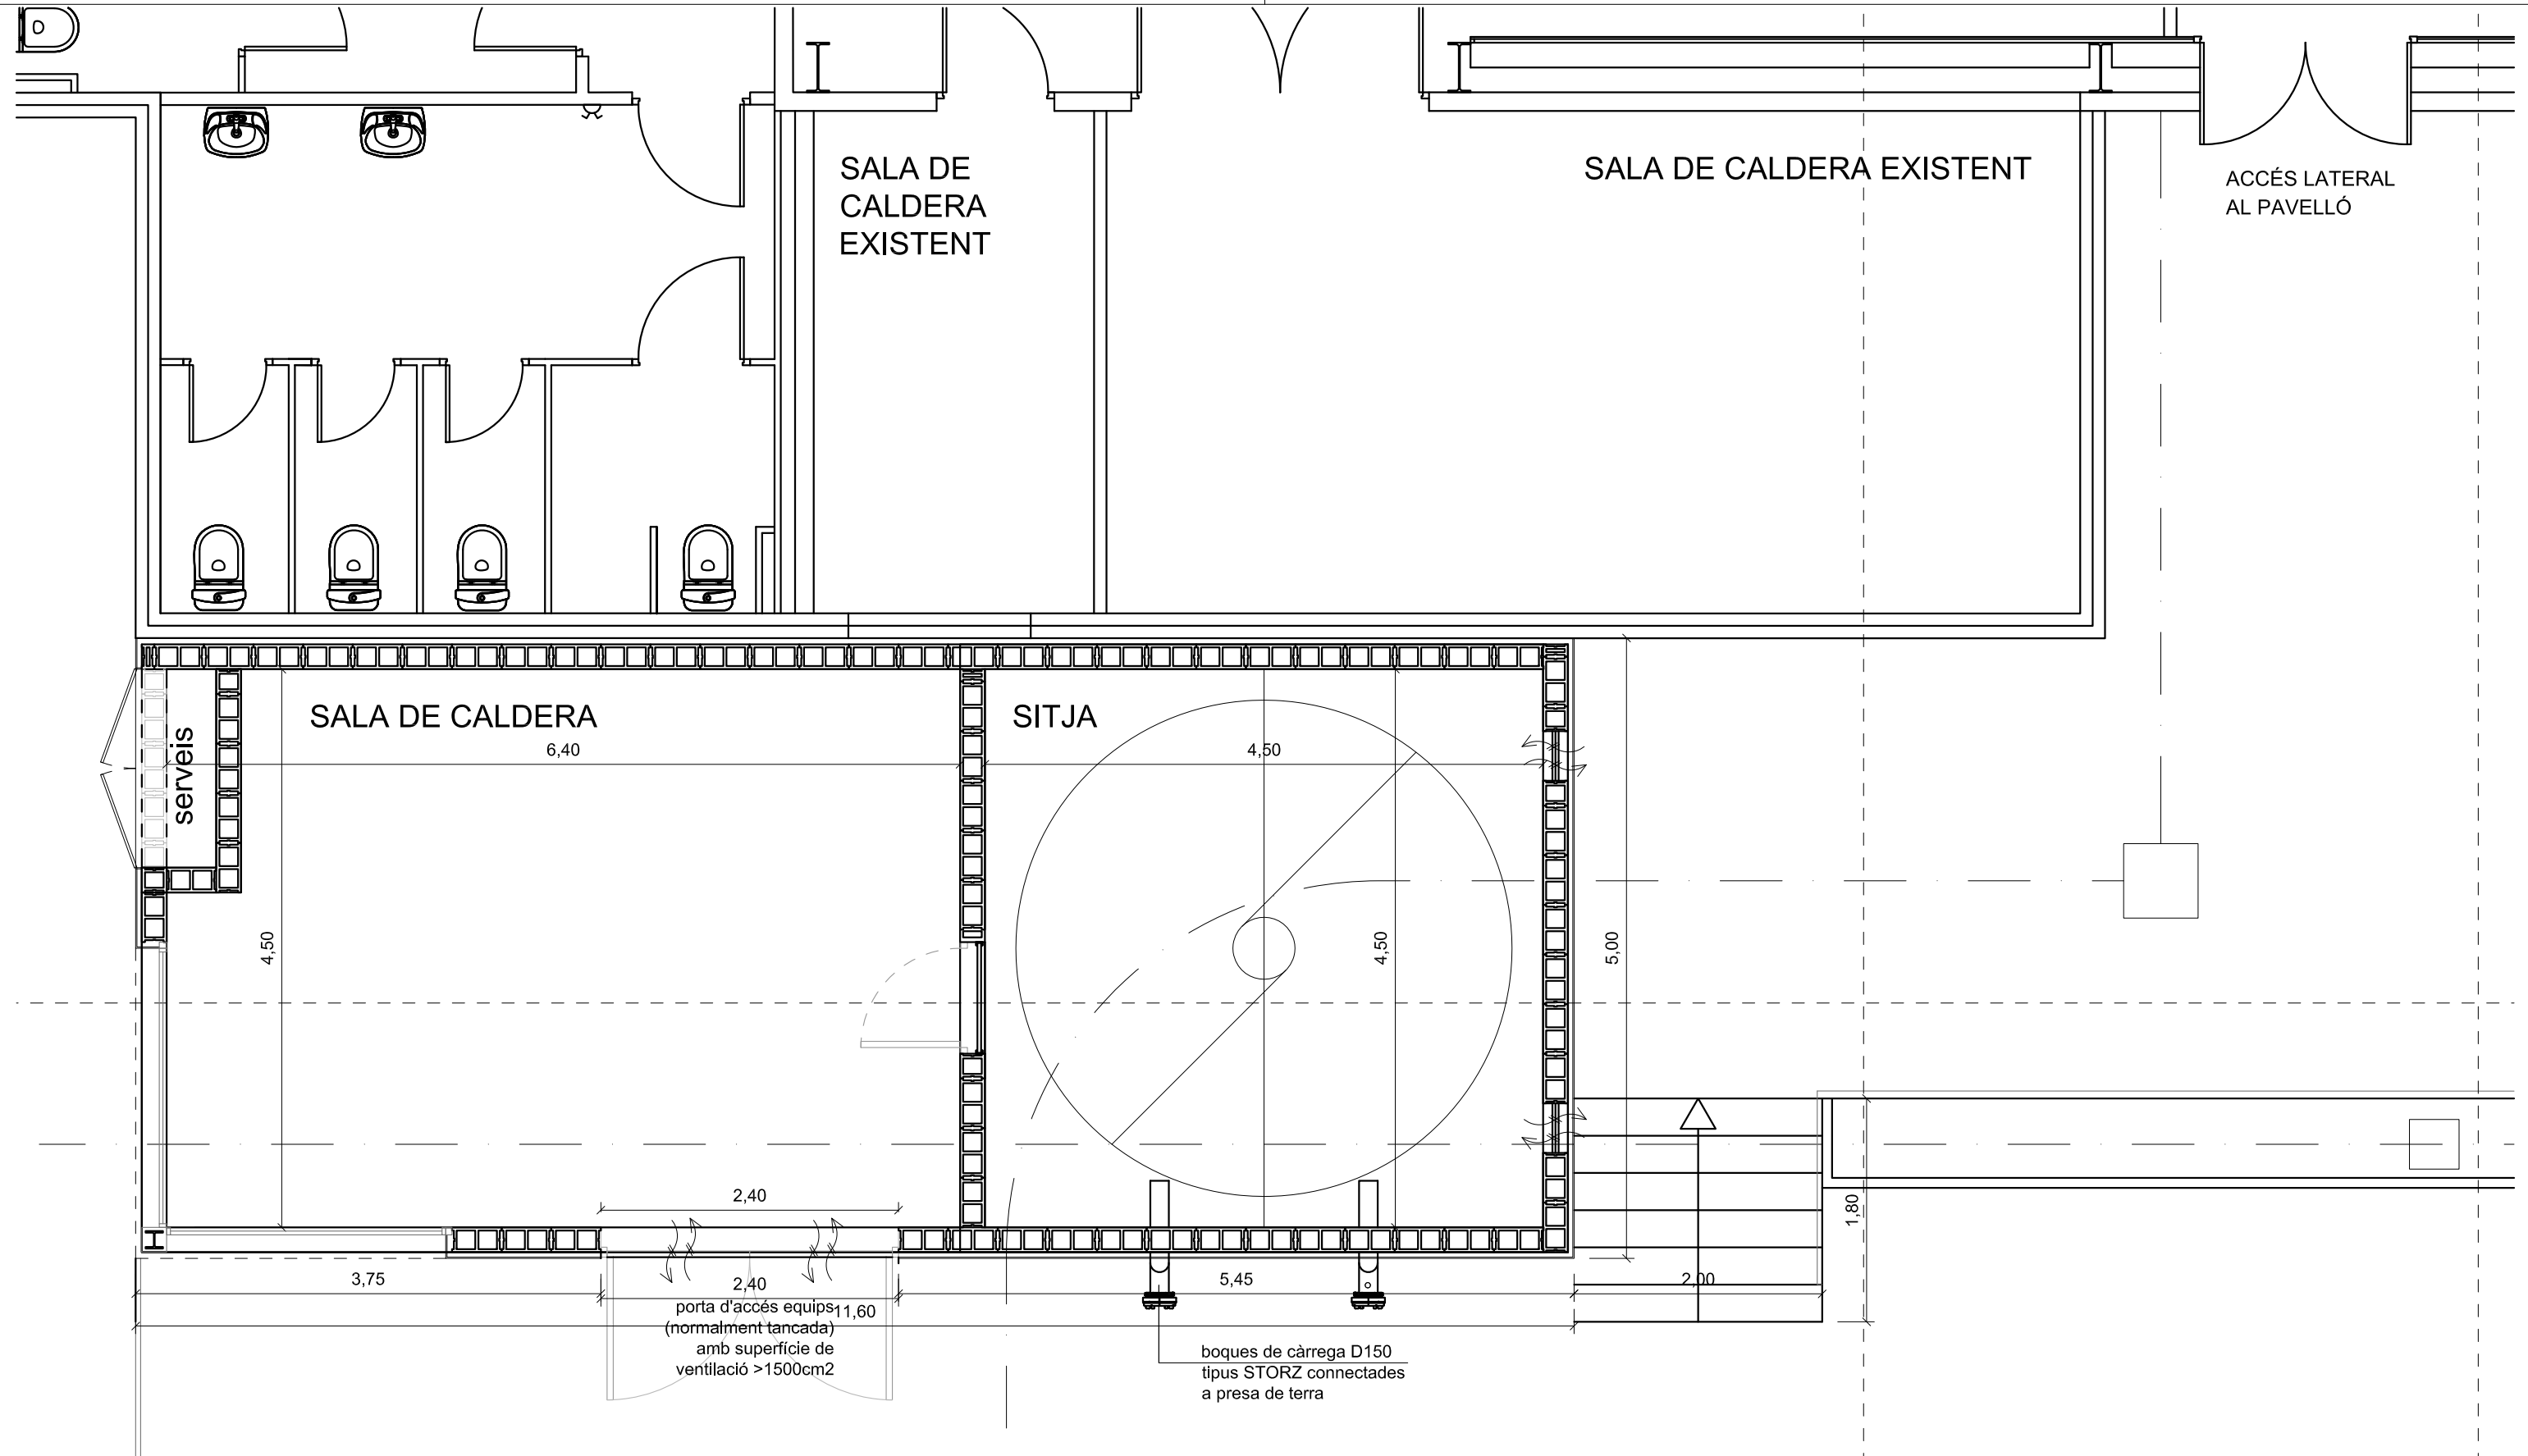 SALA DE
CALDERA
EXISTENT
SALA DE CALDERA EXISTENT
ACCÉS LATERAL
AL PAVELLÓ
serveis
SALA DE CALDERA
6,40
SITJA
4,50
4,50
4,50
5,00
2,40
1,80
3,75
2,40
5,45
2,00
porta d'accés equips
(normalment tancada)
amb superfície de
ventilació >1500cm2
11,60
boques de càrrega D150
tipus STORZ connectades
a presa de terra